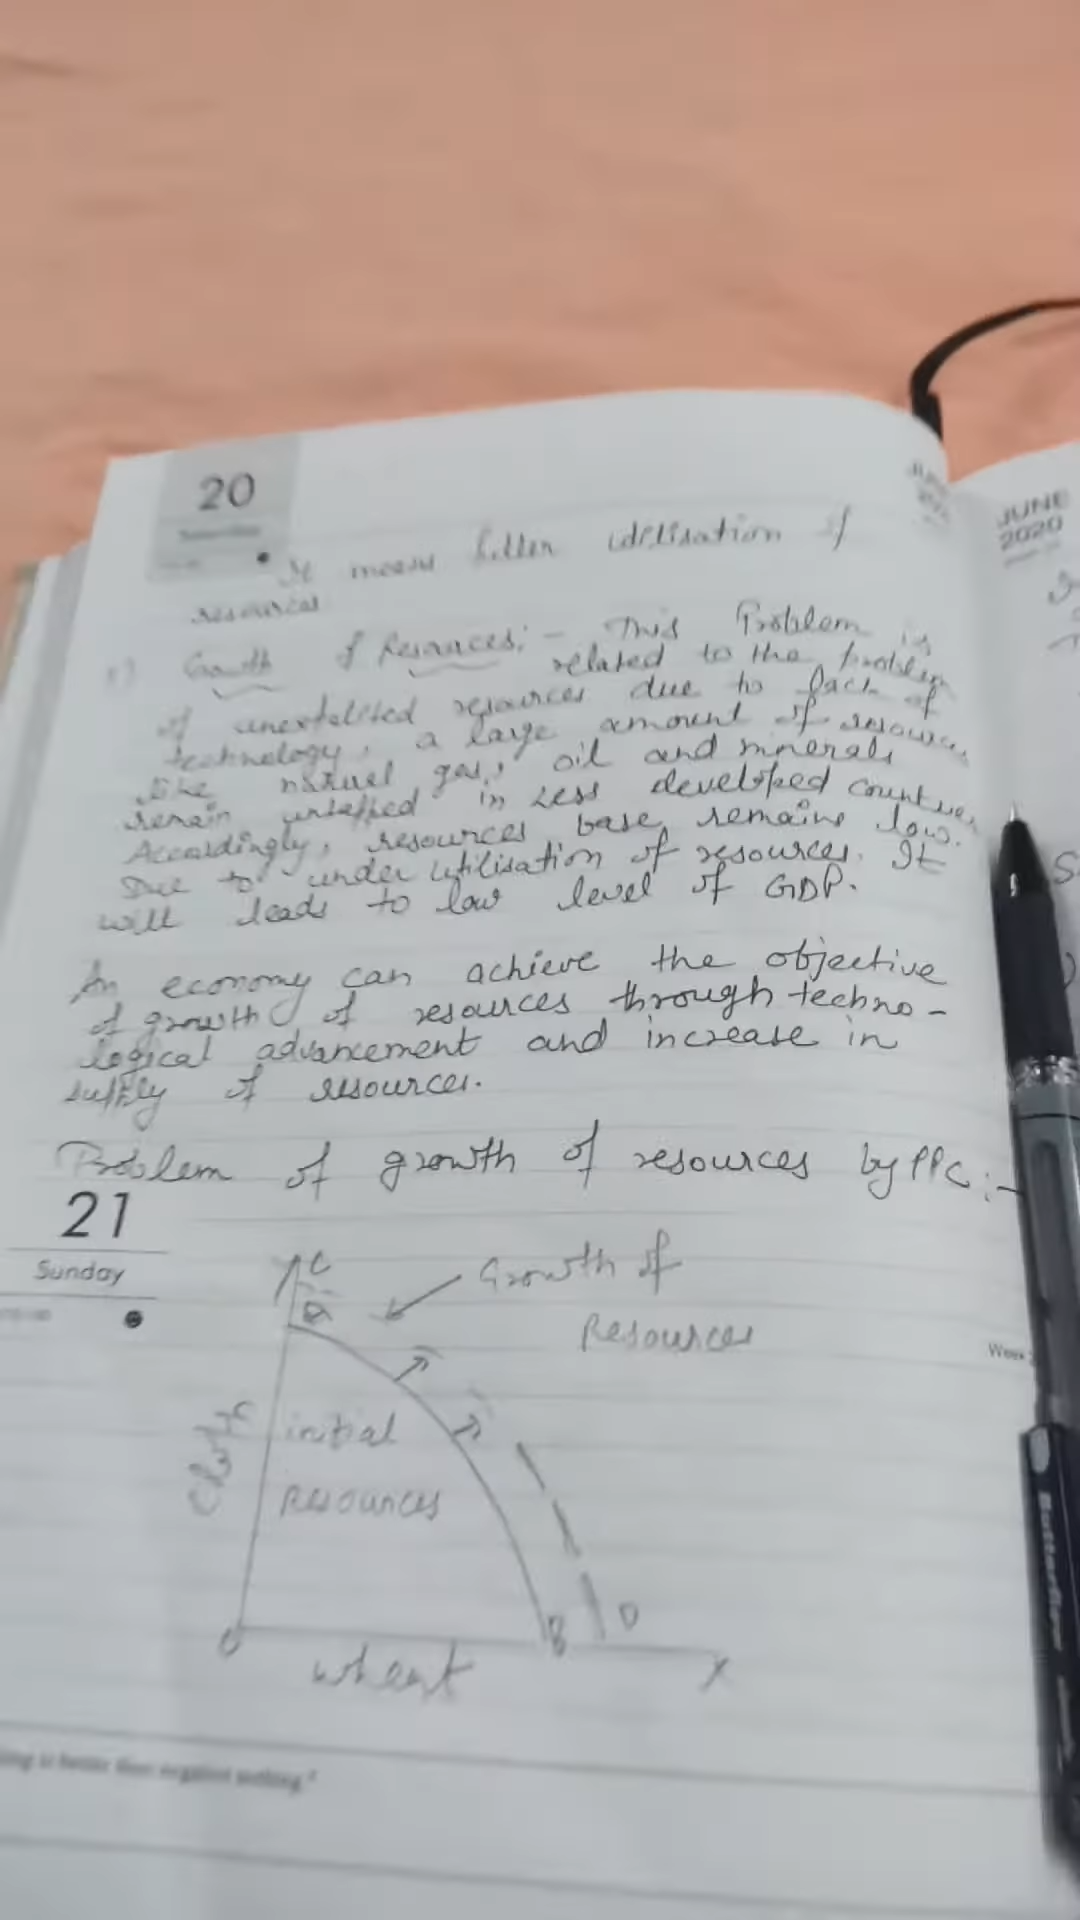 20
JUNE
2020
It means fuller utilisation of
resources
Growth of Resources:- This Problem is
related to the problem
of unexploited resources due to lack of
technology, a large amount of resources
like natural gas, oil and minerals
remain untapped in less developed countries
Accordingly, resources base remains low.
Due to under utilisation of resources. It
will leads to low level of GDP.
An economy can achieve the objective
of growth of resources through techno-
logical advancement and increase in
supply of resources.
Problem of growth of resources by PPC:-
21
Sunday
C
Growth of
Resources
Week
initial
resources
B
D
O
wheat
X
better than negative nothing."